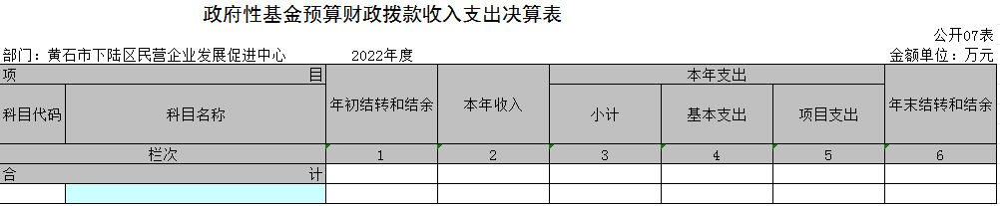 政府性基金预算财政拨款收入支出决算表
公开07表
部门：黄石市下陆区民营企业发展促进中心 2022年度 金额单位：万元
项 目 年初结转和结余 本年收入 本年支出 年末结转和结余
科目代码 科目名称 小计 基本支出 项目支出
栏次 1 2 3 4 5 6
合 计